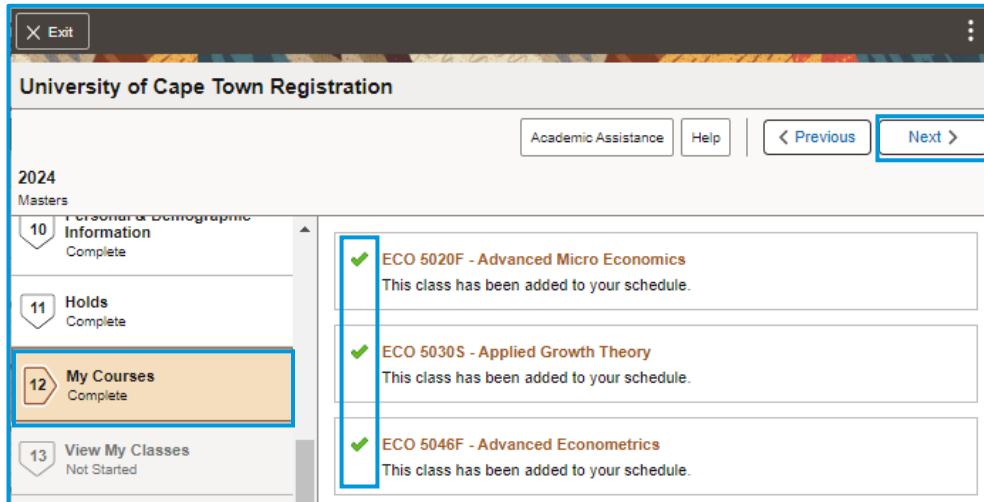 Exit
University of Cape Town Registration
Academic Assistance
Help
Previous
Next
2024
Masters
10
Personal & Demographic
Information
Complete
11
Holds
Complete
12
My Courses
Complete
13
View My Classes
Not Started
ECO 5020F - Advanced Micro Economics
This class has been added to your schedule.
ECO 5030S - Applied Growth Theory
This class has been added to your schedule.
ECO 5046F - Advanced Econometrics
This class has been added to your schedule.